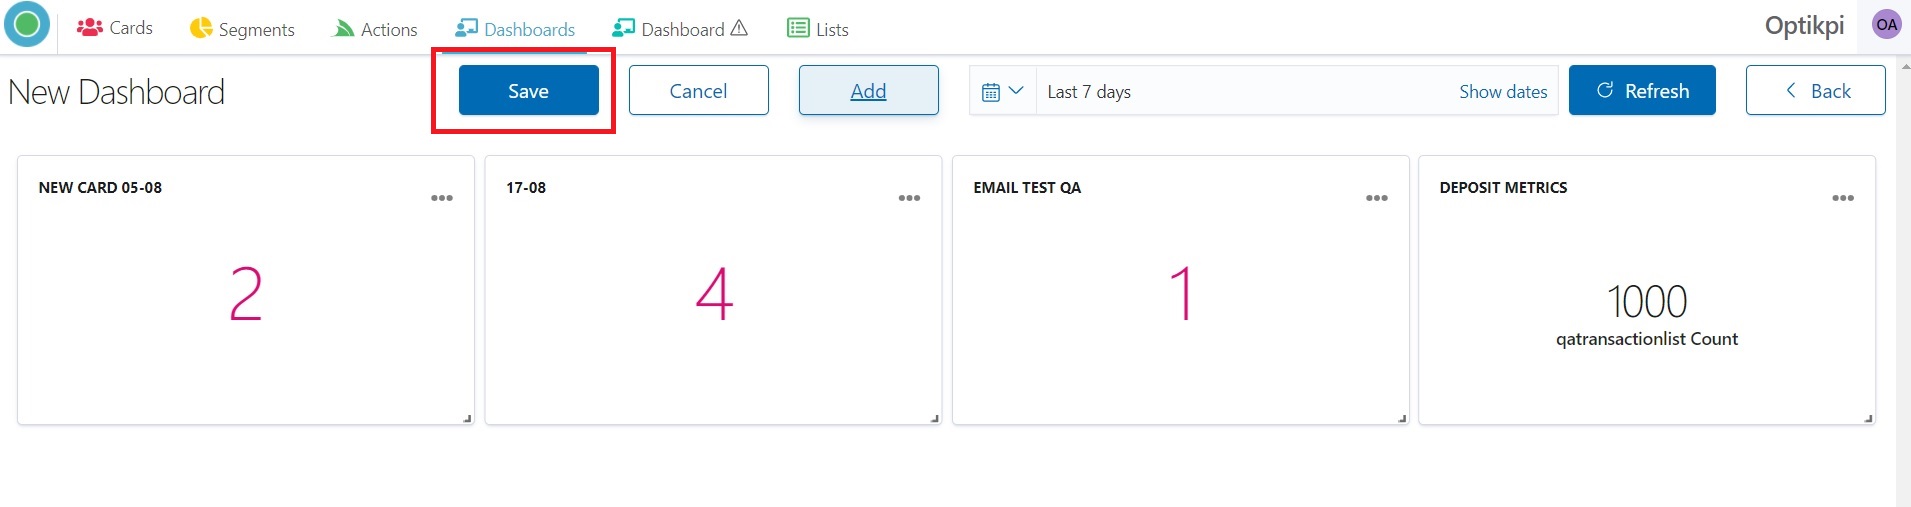 Cards Segments Actions Dashboards Dashboard Lists Optikpi OA
New Dashboard Save Cancel Add Last 7 days Show dates Refresh Back
NEW CARD 05-08
2
17-08
4
EMAIL TEST QA
1
DEPOSIT METRICS
1000
qatransactionlist Count